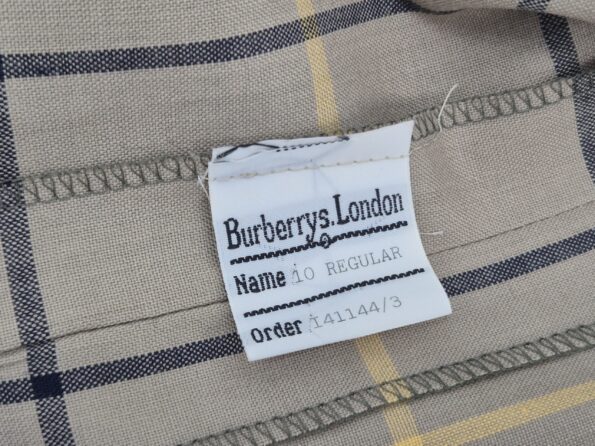 Burberrys.London
Name 10 REGULAR
Order 141144/3